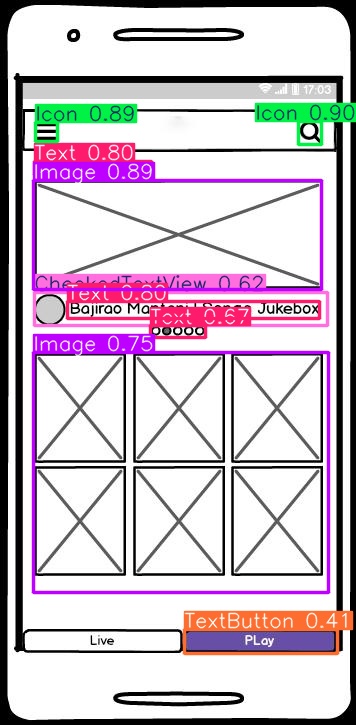 17:03
Icon 0.89
Icon 0.90
Text 0.80
Image 0.89
CheckedTextView 0.62
Text 0.80
Bajirao Mastani | Songs Jukebox
Text 0.67
Image 0.75
TextButton 0.41
Live
PLay